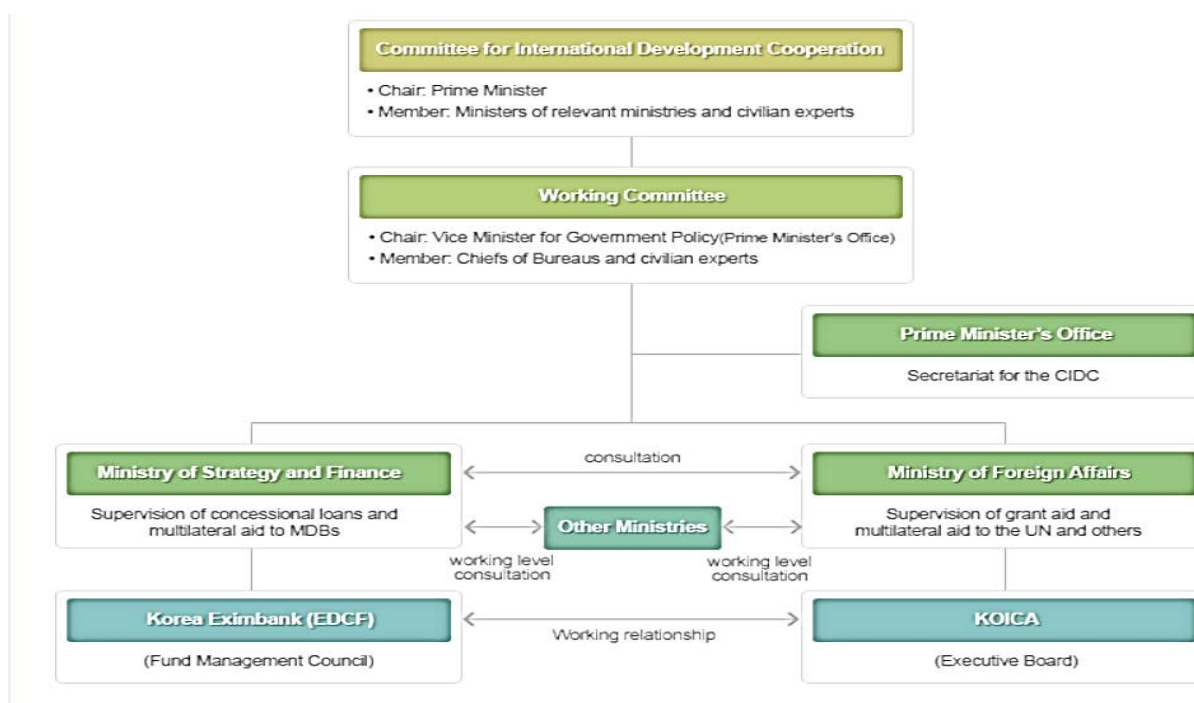 Committee for International Development Cooperation
• Chair: Prime Minister
• Member: Ministers of relevant ministries and civilian experts
Working Committee
• Chair: Vice Minister for Government Policy(Prime Minister's Office)
• Member: Chiefs of Bureaus and civilian experts
Prime Minister's Office
Secretariat for the CIDC
Ministry of Strategy and Finance
Supervision of concessional loans and
multilateral aid to MDBs
consultation
Ministry of Foreign Affairs
Supervision of grant aid and
multilateral aid to the UN and others
Other Ministries
working level
consultation
working level
consultation
Korea Eximbank (EDCF)
(Fund Management Council)
Working relationship
KOICA
(Executive Board)